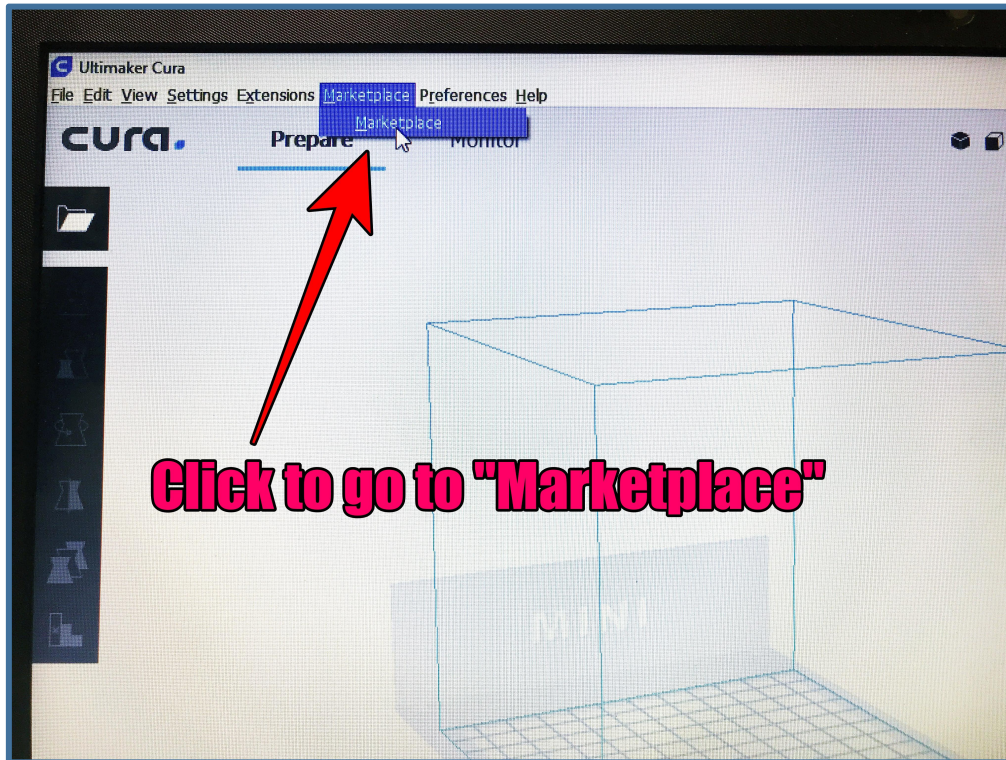 Ultimaker Cura
File Edit View Settings Extensions Marketplace Preferences Help
Marketplace
cura.
Prepare
Monitor
Click to go to "Marketplace"
MINI